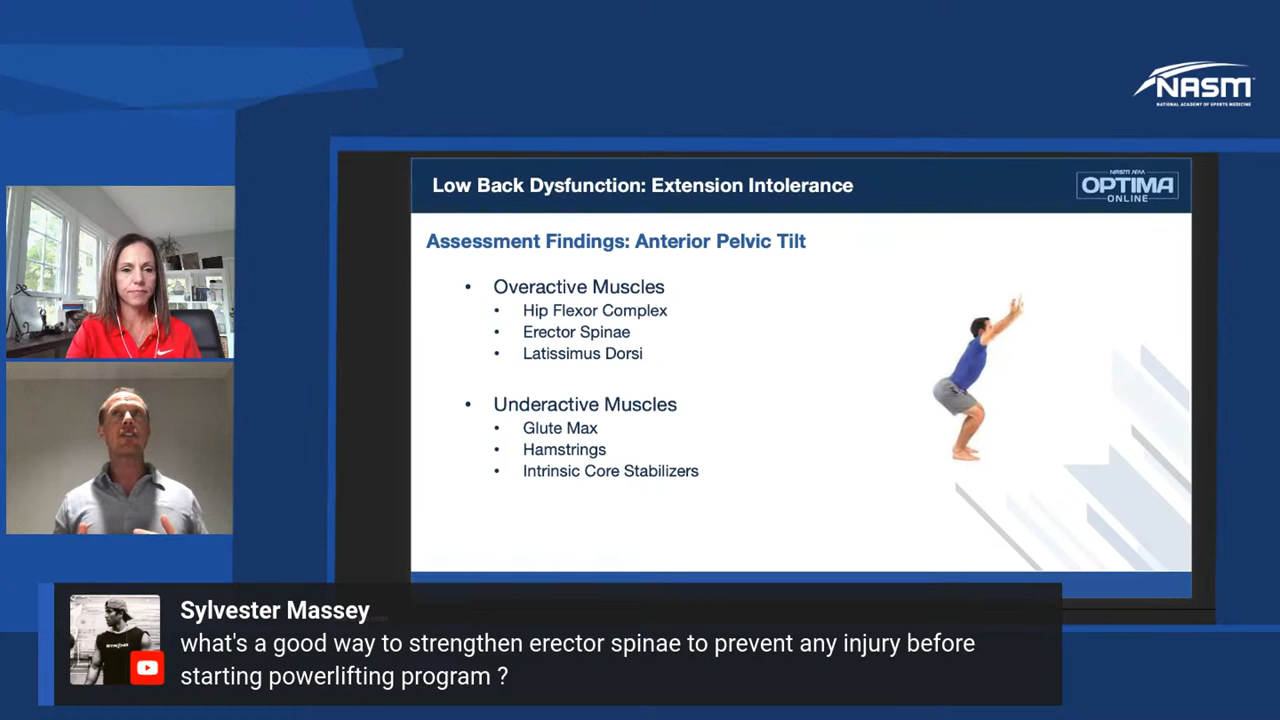 NASM
NATIONAL ACADEMY OF SPORTS MEDICINE
Low Back Dysfunction: Extension Intolerance
NASM AFAA
OPTIMA
ONLINE
Assessment Findings: Anterior Pelvic Tilt
• Overactive Muscles
• Hip Flexor Complex
• Erector Spinae
• Latissimus Dorsi
• Underactive Muscles
• Glute Max
• Hamstrings
• Intrinsic Core Stabilizers
Sylvester Massey
what's a good way to strengthen erector spinae to prevent any injury before
starting powerlifting program ?